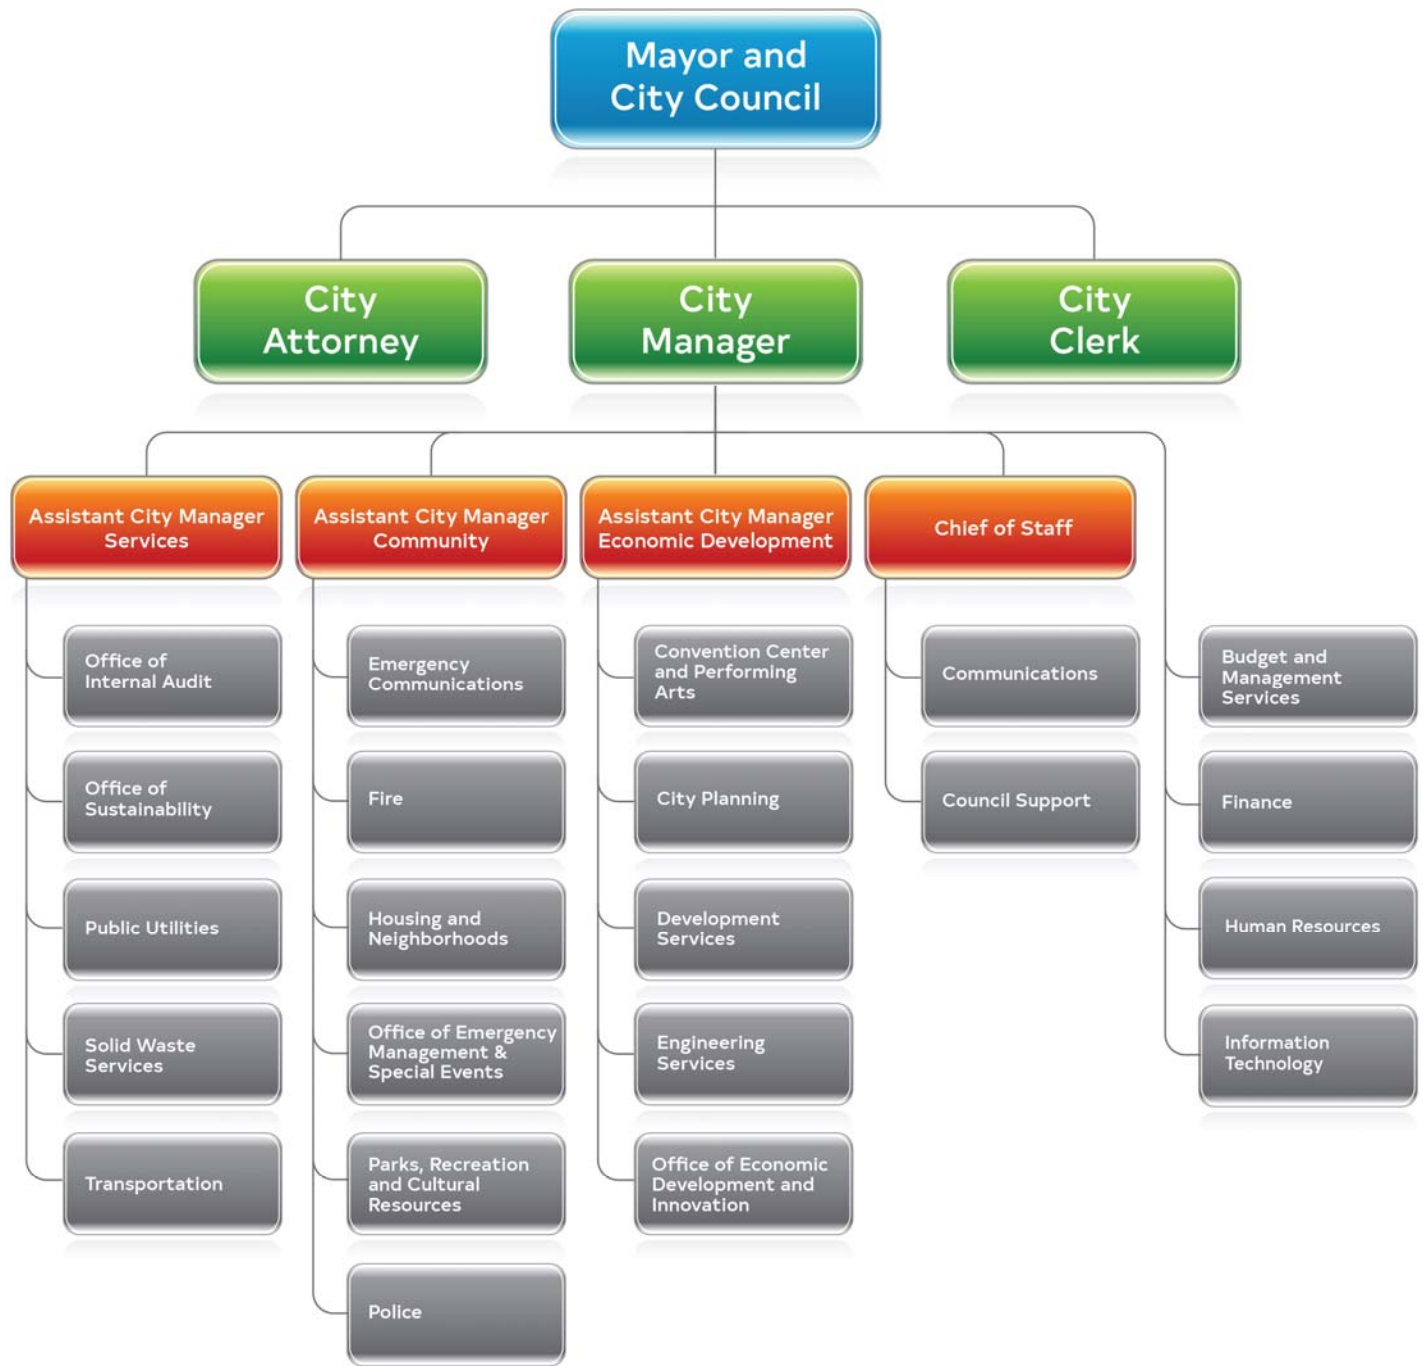 Mayor and
City Council
City
Attorney
City
Manager
City
Clerk
Assistant City Manager
Services
Assistant City Manager
Community
Assistant City Manager
Economic Development
Chief of Staff
Office of
Internal Audit
Office of
Sustainability
Public Utilities
Solid Waste
Services
Transportation
Emergency
Communications
Fire
Housing and
Neighborhoods
Office of Emergency
Management &
Special Events
Parks, Recreation
and Cultural
Resources
Police
Convention Center
and Performing
Arts
City Planning
Development
Services
Engineering
Services
Office of Economic
Development and
Innovation
Communications
Council Support
Budget and
Management
Services
Finance
Human Resources
Information
Technology